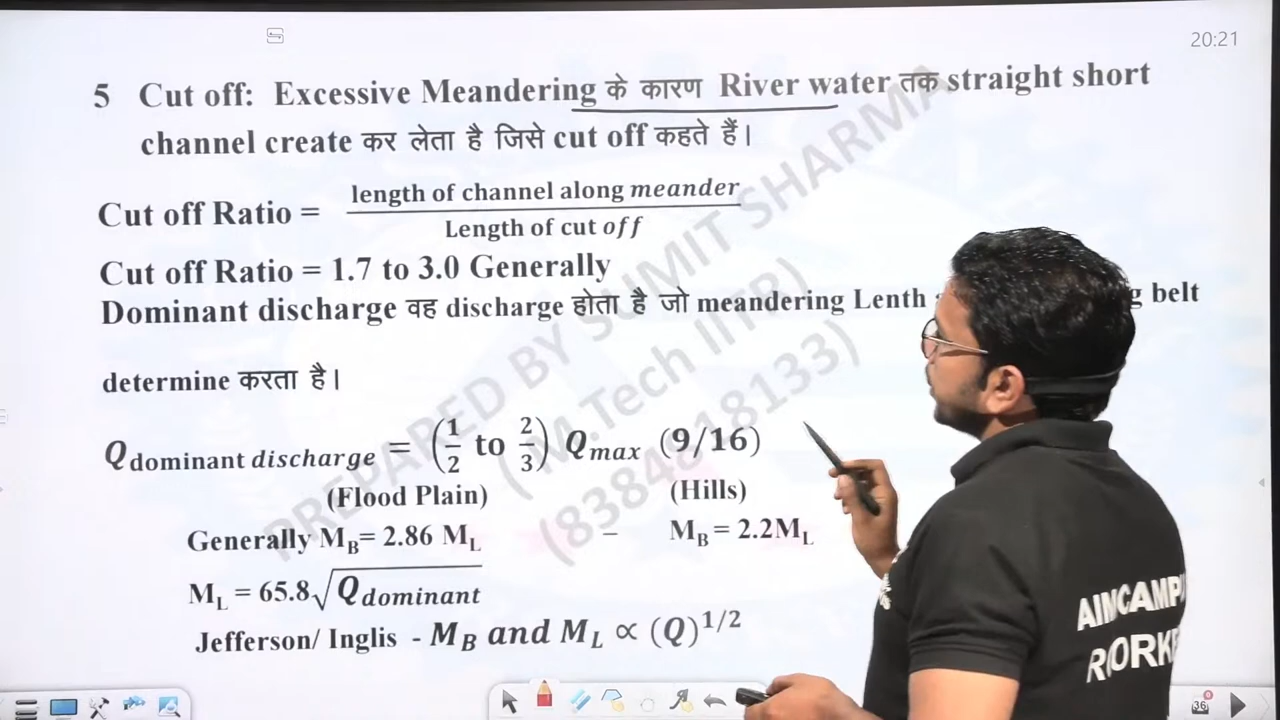 20:21
5 Cut off: Excessive Meandering के कारण River water तक straight short
channel create कर लेता है जिसे cut off कहते हैं।
Cut off Ratio = length of channel along meander / Length of cut off
Cut off Ratio = 1.7 to 3.0 Generally
Dominant discharge वह discharge होता है जो meandering Lenth belt
determine करता है।
Q dominant discharge = (1/2 to 2/3) Qmax (9/16)
(Flood Plain) (Hills)
Generally MB= 2.86 ML – MB = 2.2ML
ML = 65.8√Qdominant
Jefferson/ Inglis - MB and ML ∝ (Q)^1/2
PREPARED BY SUMIT SHARMA
(M.Tech IITR)
(8384818133)
36